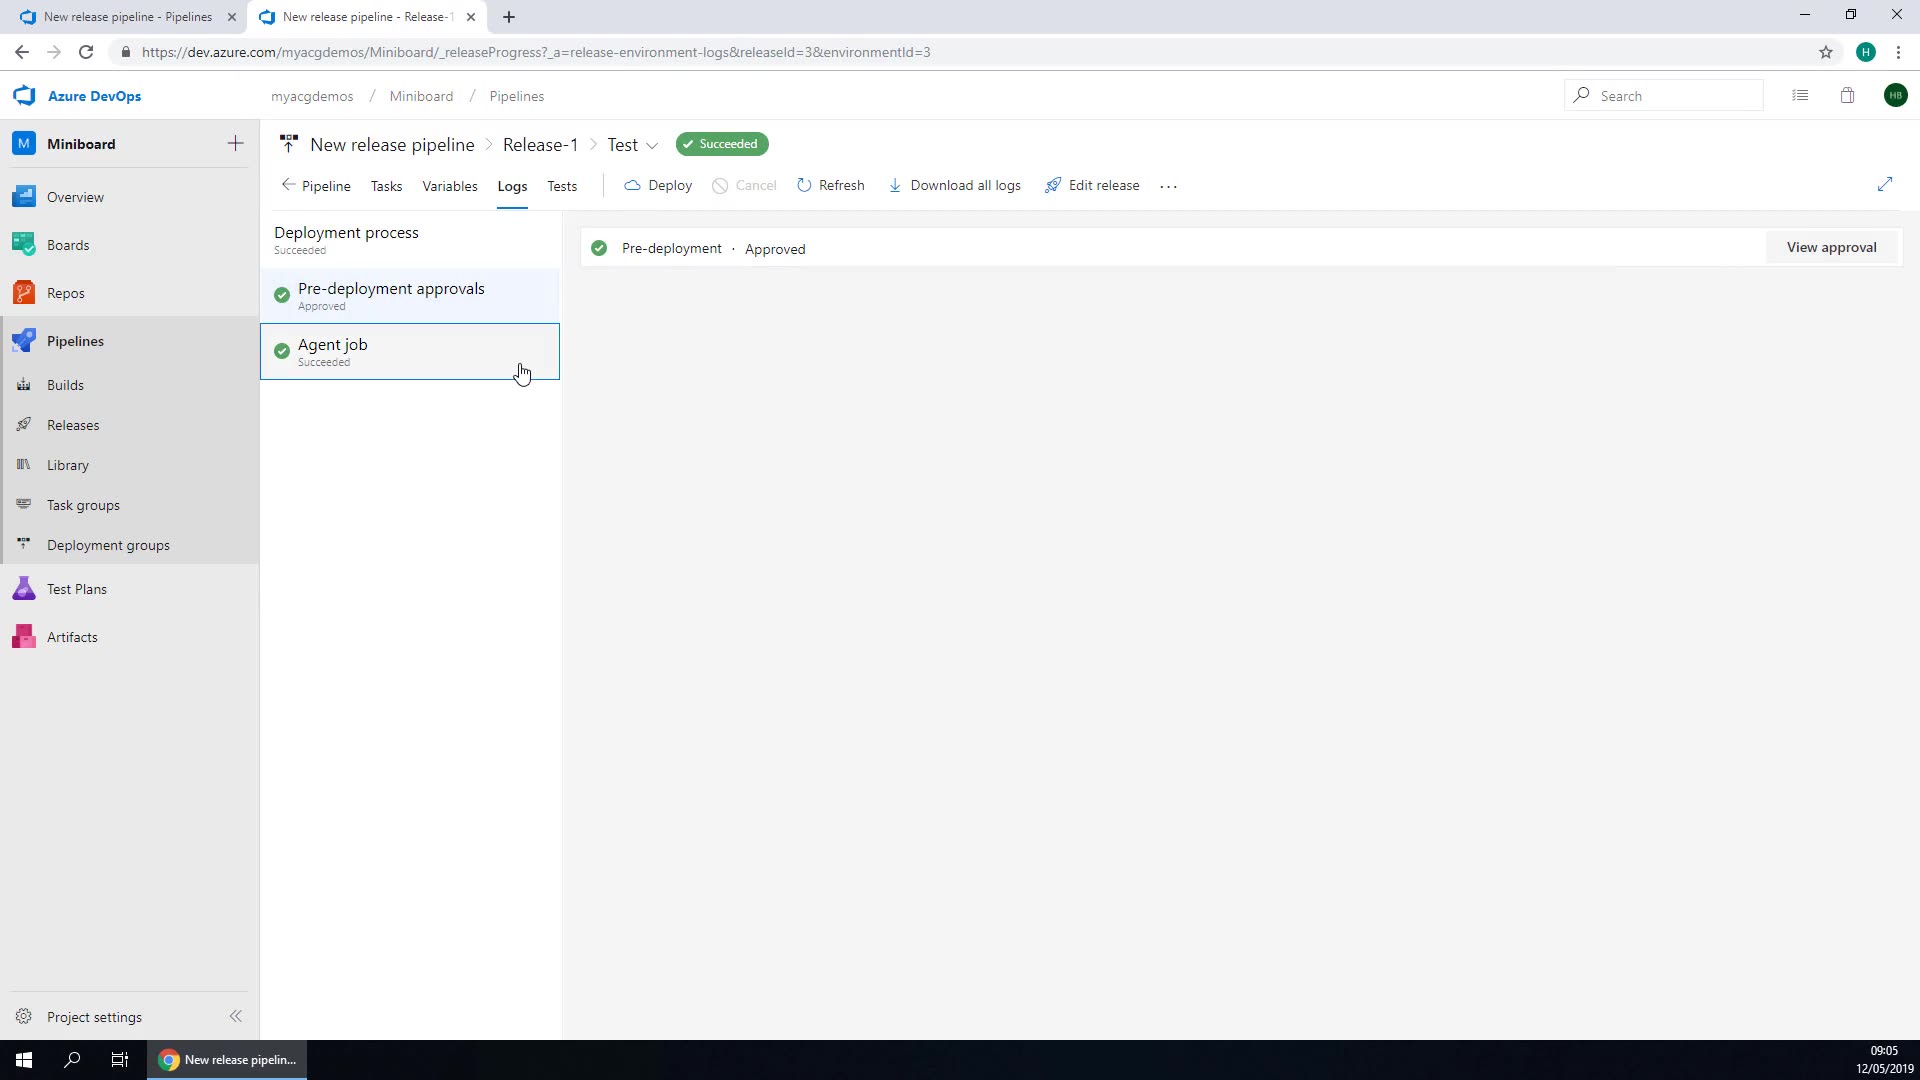 New release pipeline - Pipelines
New release pipeline - Release-1
https://dev.azure.com/myacgdemos/Miniboard/_releaseProgress?_a=release-environment-logs&releaseId=3&environmentId=3
H
Azure DevOps
myacgdemos / Miniboard / Pipelines
Search
HB
M
Miniboard
New release pipeline
Release-1
Test
Succeeded
Pipeline
Tasks
Variables
Logs
Tests
Deploy
Cancel
Refresh
Download all logs
Edit release
...
Overview
Boards
Repos
Pipelines
Builds
Releases
Library
Task groups
Deployment groups
Test Plans
Artifacts
Project settings
Deployment process
Succeeded
Pre-deployment approvals
Approved
Agent job
Succeeded
Pre-deployment · Approved
View approval
New release pipelin...
09:05
12/05/2019